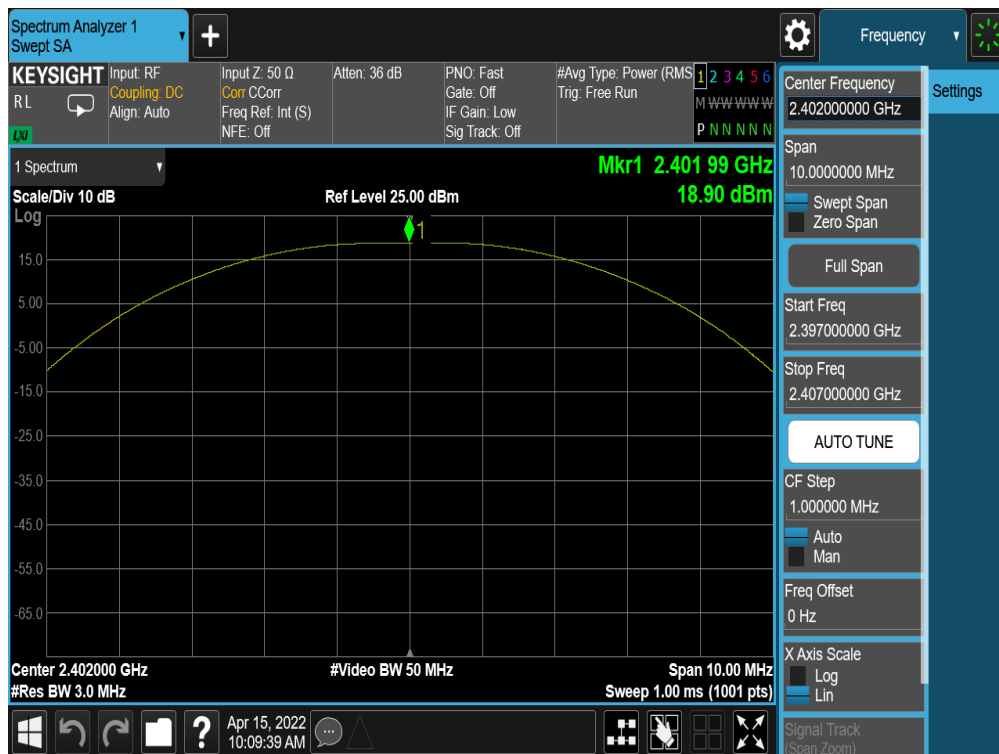 Spectrum Analyzer 1
Swept SA
+
Frequency
KEYSIGHT
RL
LXI
Input: RF
Coupling: DC
Align: Auto
Input Z: 50 Ω
Corr CCorr
Freq Ref: Int (S)
NFE: Off
Atten: 36 dB
PNO: Fast
Gate: Off
IF Gain: Low
Sig Track: Off
#Avg Type: Power (RMS
Trig: Free Run
1 2 3 4 5 6
M W W W W W
P N N N N N
Settings
1 Spectrum
Scale/Div 10 dB
Log
Ref Level 25.00 dBm
Mkr1 2.401 99 GHz
18.90 dBm
1
15.0
5.00
-5.00
-15.0
-25.0
-35.0
-45.0
-55.0
-65.0
Center 2.402000 GHz
#Res BW 3.0 MHz
#Video BW 50 MHz
Span 10.00 MHz
Sweep 1.00 ms (1001 pts)
Center Frequency
2.402000000 GHz
Span
10.0000000 MHz
Swept Span
Zero Span
Full Span
Start Freq
2.397000000 GHz
Stop Freq
2.407000000 GHz
AUTO TUNE
CF Step
1.000000 MHz
Auto
Man
Freq Offset
0 Hz
X Axis Scale
Log
Lin
Signal Track
(Span Zoom)
?
Apr 15, 2022
10:09:39 AM